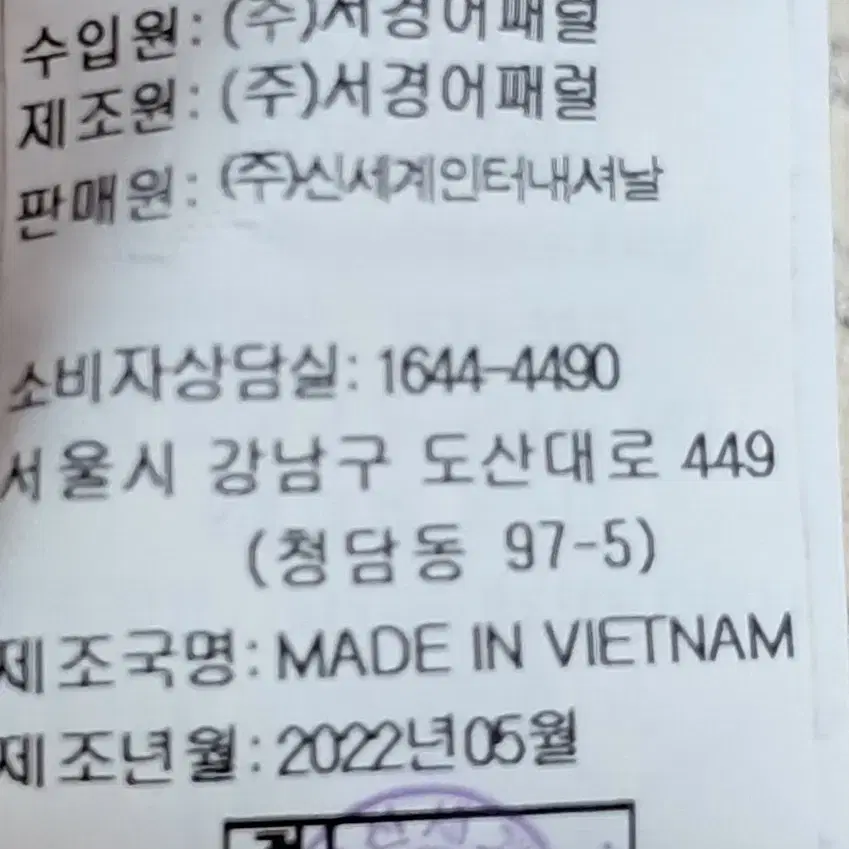 수입원: (주)서경어패럴
제조원: (주)서경어패럴
판매원: (주)신세계인터내셔날
소비자상담실: 1644-4490
서울시 강남구 도산대로 449
(청담동 97-5)
제조국명: MADE IN VIETNAM
제조년월: 2022년05월